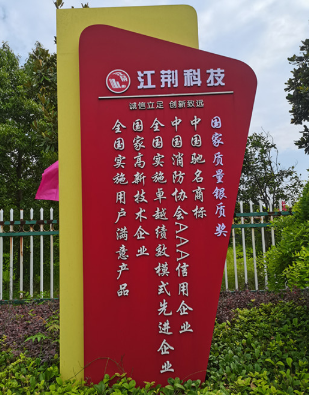 江荆科技
诚信立足 创新致远
国家质量银质奖
中国驰名商标
中国消防协会AAA信用企业
全国实施卓越绩效模式先进企业
国家高新技术企业
全国实施用户满意产品